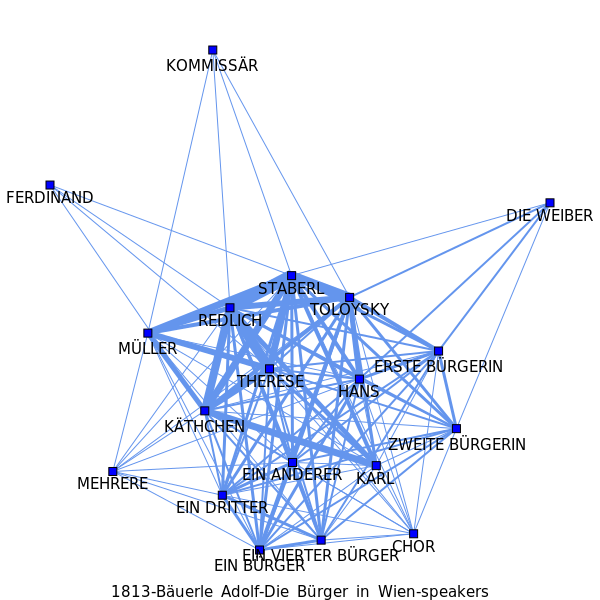 KOMMISSÄR
FERDINAND
DIE WEIBER
STABERL
TOLOYSKY
REDLICH
MÜLLER
ERSTE BÜRGERIN
THERESE
HANS
KÄTHCHEN
ZWEITE BÜRGERIN
EIN ANDERER
KARL
MEHRERE
EIN DRITTER
CHOR
EIN VIERTER BÜRGER
EIN BÜRGER
1813-Bäuerle Adolf-Die Bürger in Wien-speakers